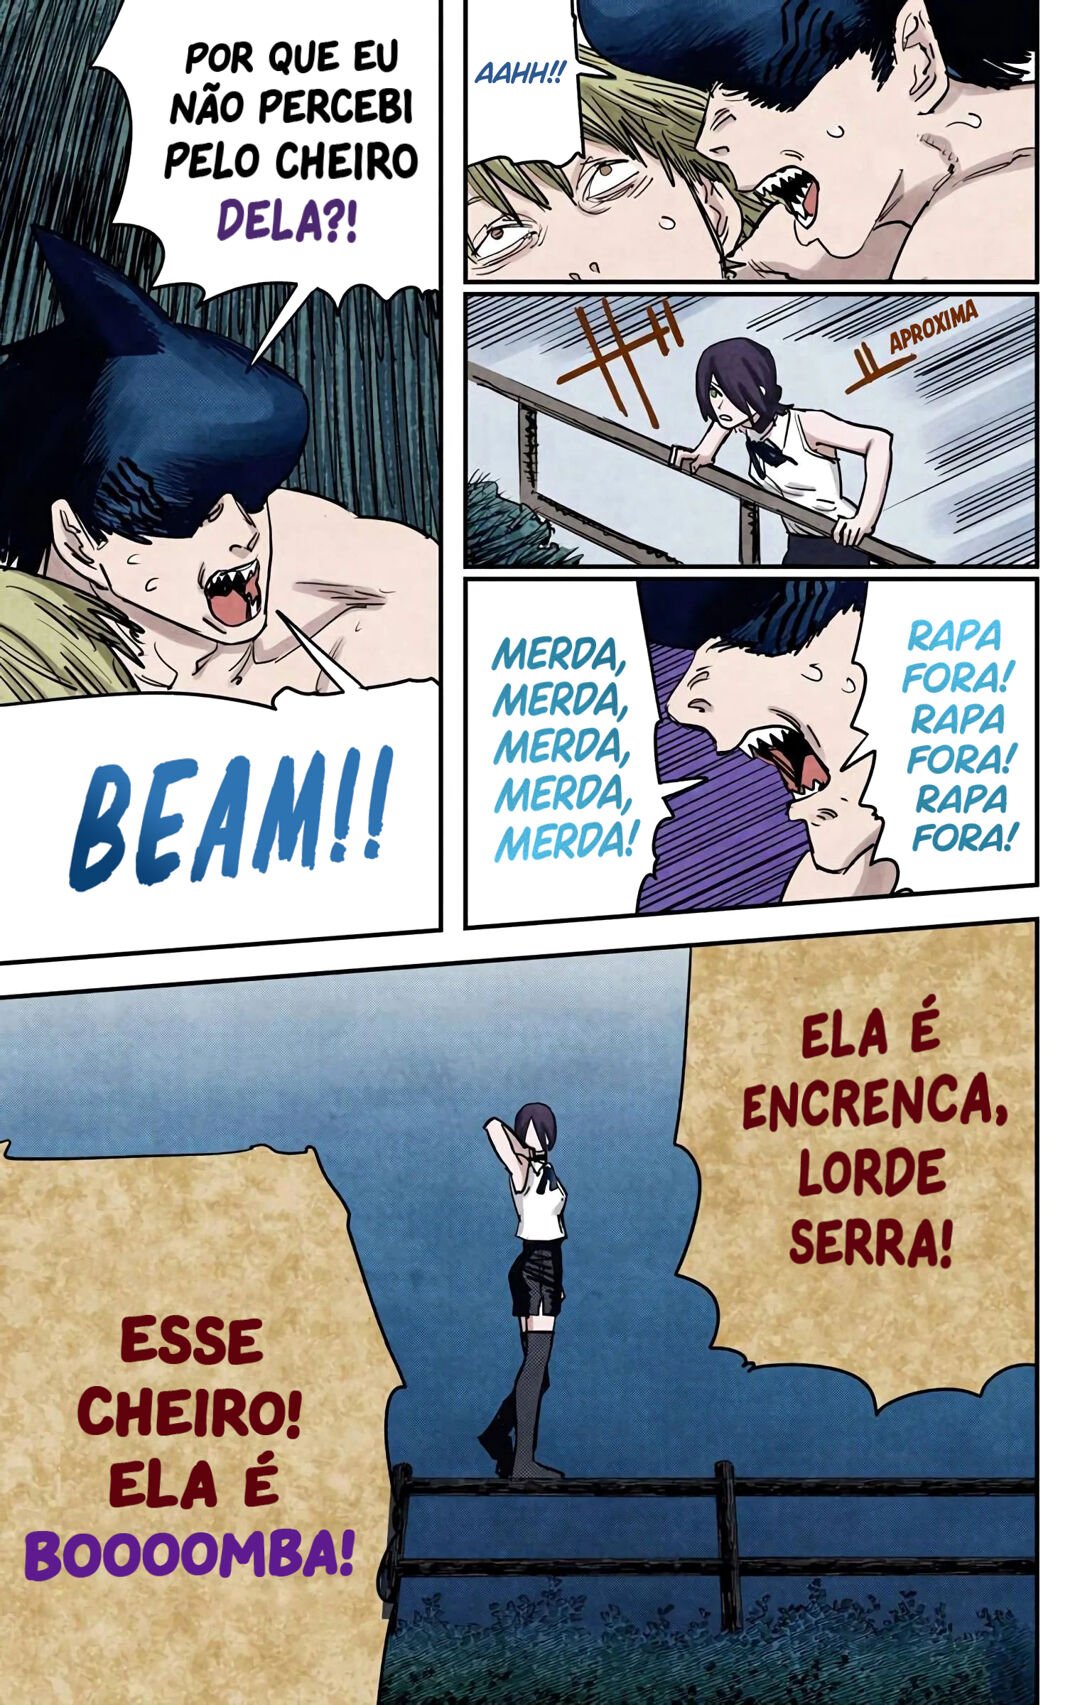 AAHH!!
APROXIMA
RAPA
FORA!
RAPA
FORA!
RAPA
FORA!
MERDA,
MERDA,
MERDA,
MERDA,
MERDA!
POR QUE EU
NÃO PERCEBI
PELO CHEIRO
DELA?!
BEAM!!
ELA É
ENCRENCA,
LORDE
SERRA!
ESSE
CHEIRO!
ELA É
BOOOOMBA!